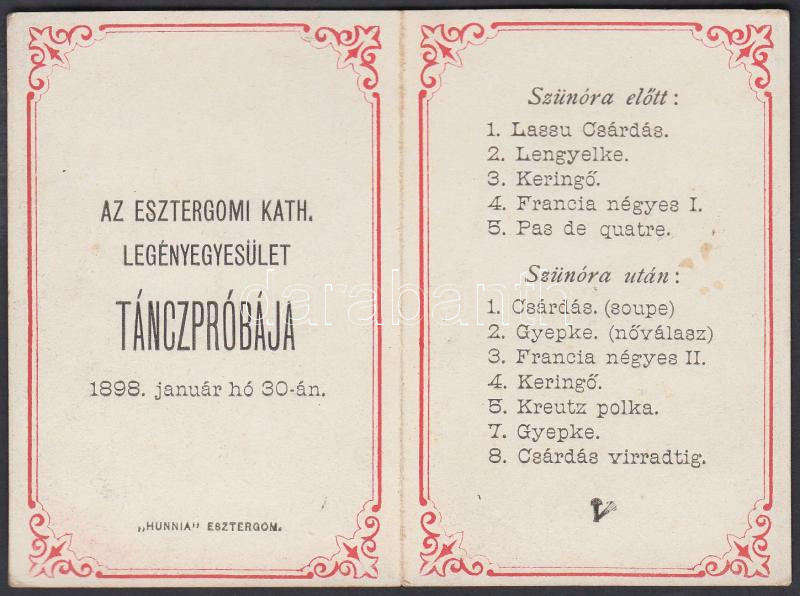 AZ ESZTERGOMI KATH.
LEGÉNYEGYESÜLET
TÁNCZPRÓBÁJA
1898. január hó 30-án.
„HUNNIA" ESZTERGOM.
Szünóra előtt:
1. Lassu Csárdás.
2. Lengyelke.
3. Keringő.
4. Francia négyes I.
5. Pas de quatre.
Szünóra után:
1. Csárdás. (soupe)
2. Gyepke. (nőválasz)
3. Francia négyes II.
4. Keringő.
5. Kreutz polka.
7. Gyepke.
8. Csárdás virradtig.